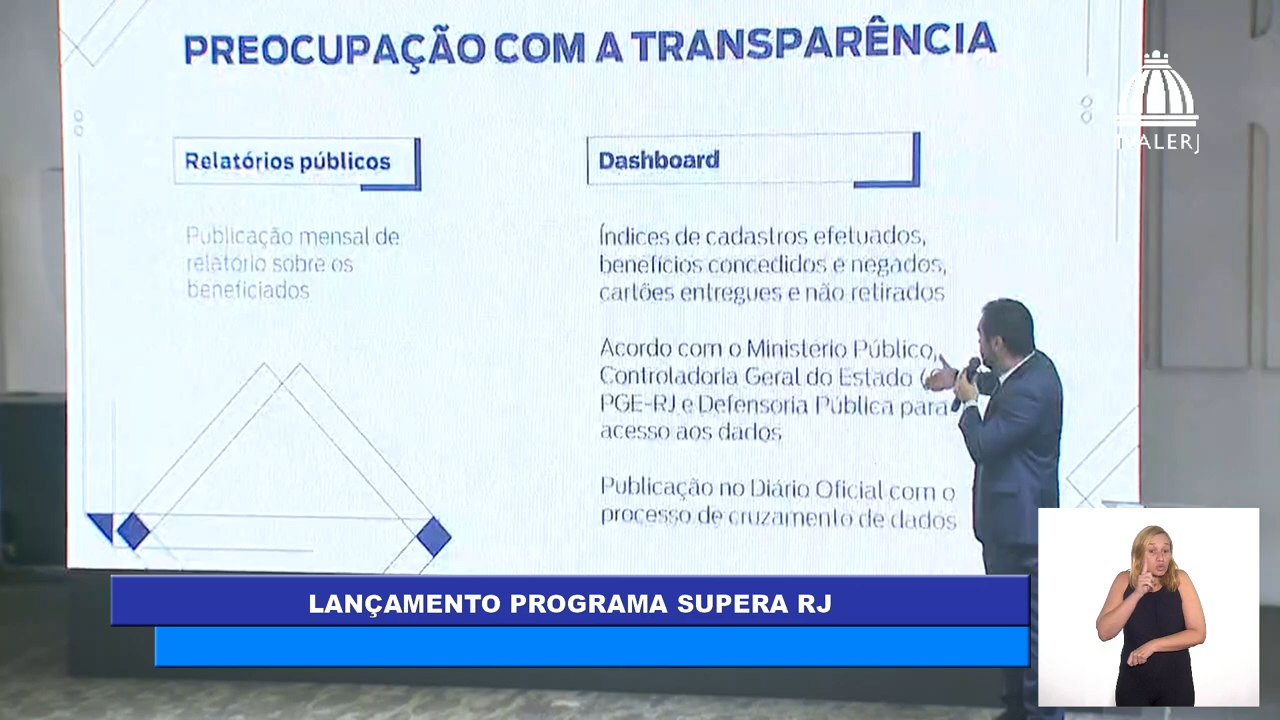 PREOCUPAÇÃO COM A TRANSPARÊNCIA
Relatórios públicos
Publicação mensal de
relatório sobre os
beneficiados
Dashboard
Índices de cadastros efetuados,
benefícios concedidos e negados,
cartões entregues e não retirados
Acordo com o Ministério Público,
Controladoria Geral do Estado
PGE-RJ e Defensoria Pública para
acesso aos dados
Publicação no Diário Oficial com o
processo de cruzamento de dados
TV ALERJ
LANÇAMENTO PROGRAMA SUPERA RJ